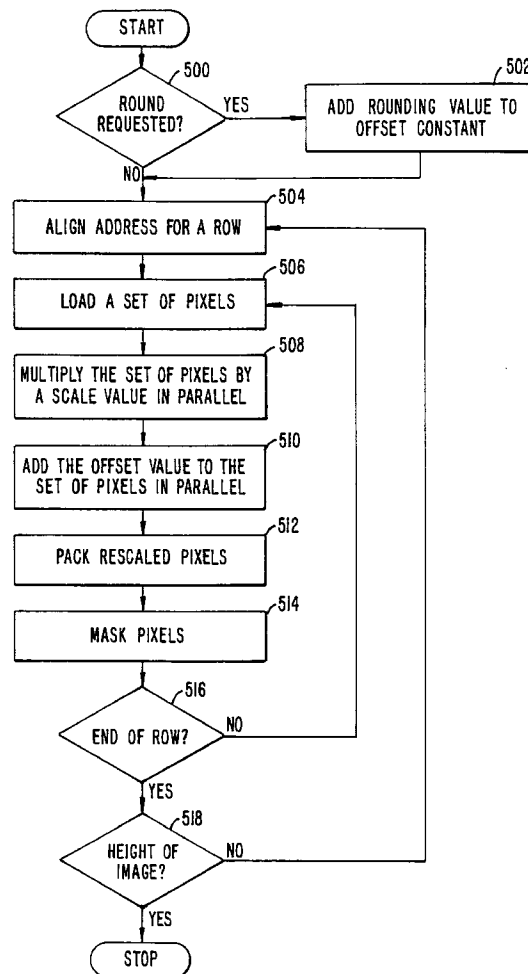 START
500
ROUND
REQUESTED?
YES
502
ADD ROUNDING VALUE TO
OFFSET CONSTANT
NO
504
ALIGN ADDRESS FOR A ROW
506
LOAD A SET OF PIXELS
508
MULTIPLY THE SET OF PIXELS BY
A SCALE VALUE IN PARALLEL
510
ADD THE OFFSET VALUE TO THE
SET OF PIXELS IN PARALLEL
512
PACK RESCALED PIXELS
514
MASK PIXELS
516
END OF ROW?
NO
YES
518
HEIGHT OF
IMAGE?
NO
YES
STOP